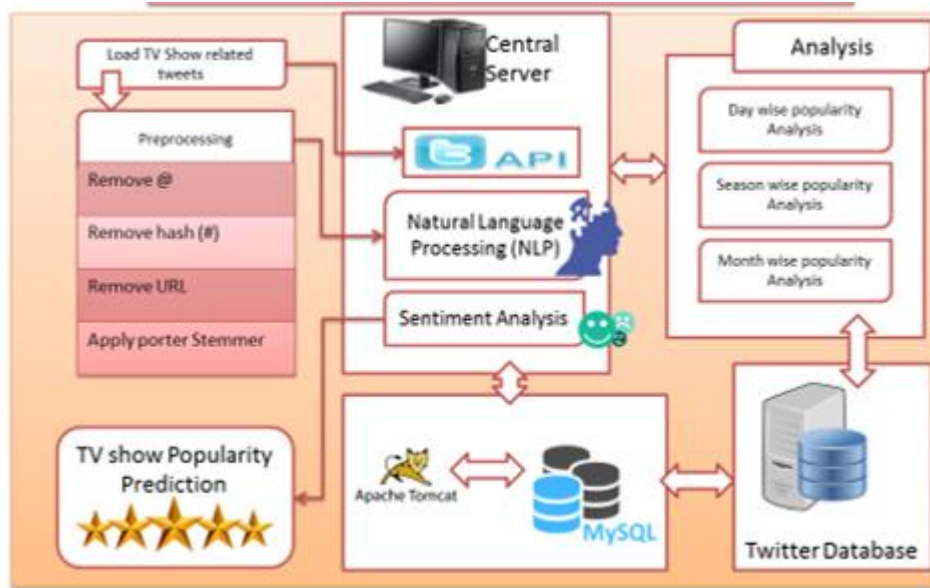 Load TV Show related
tweets
Preprocessing
Remove @
Remove hash (#)
Remove URL
Apply porter Stemmer
TV show Popularity
Prediction
Central
Server
API
Natural Language
Processing (NLP)
Sentiment Analysis
Apache Tomcat
MySQL
Analysis
Day wise popularity
Analysis
Season wise popularity
Analysis
Month wise popularity
Analysis
Twitter Database